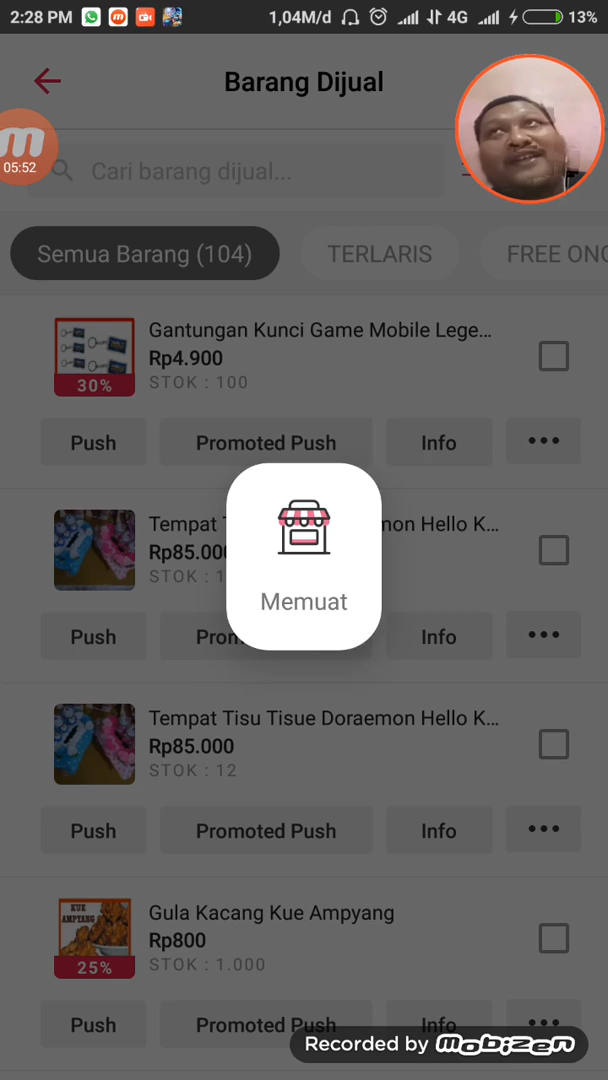 2:28 PM 1,04M/d 4G 13%
Barang Dijual
05:52
Cari barang dijual...
Semua Barang (104) TERLARIS FREE ON
Gantungan Kunci Game Mobile Lege...
Rp4.900
STOK : 100
30%
Push Promoted Push Info
Tempat Doraemon Hello K...
Rp85.000
STOK : 1
Memuat
Push Info
Tempat Tisu Tisue Doraemon Hello K...
Rp85.000
STOK : 12
Push Promoted Push Info
Gula Kacang Kue Ampyang
KUE
AMPYANG
Rp800
STOK : 1.000
25%
Push Promoted Push Info
Recorded by mobizen